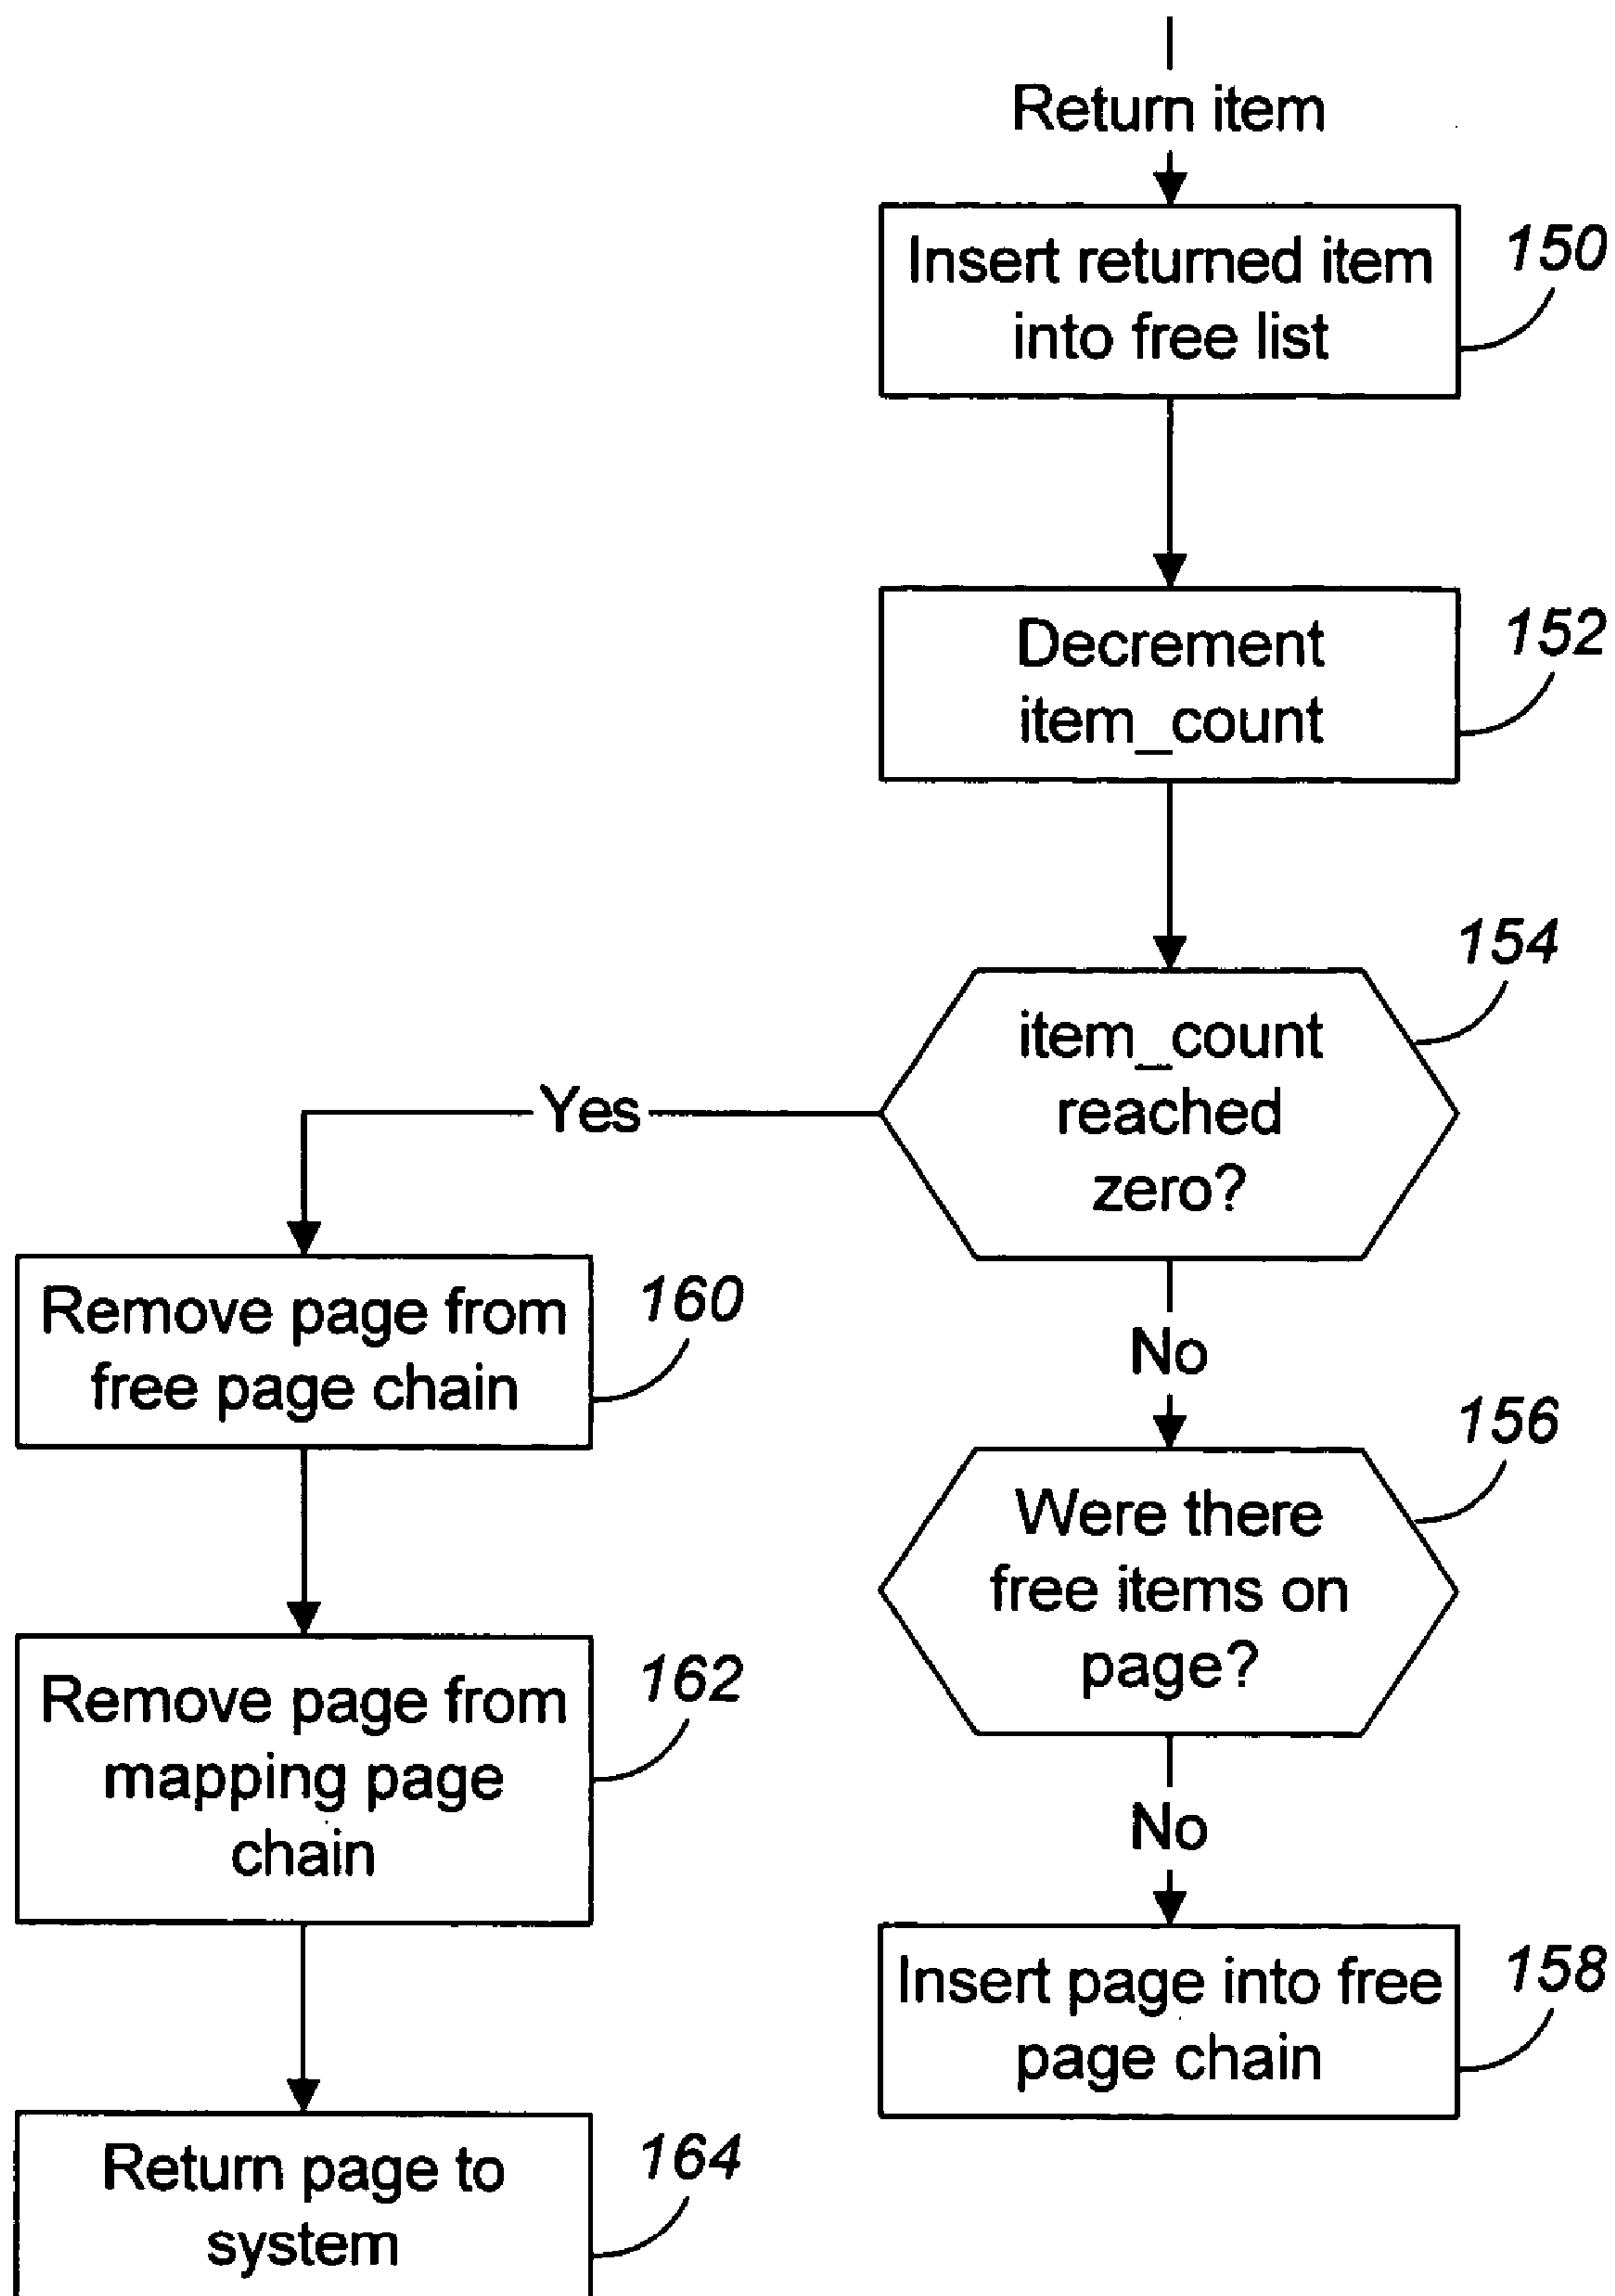 Return item
Insert returned item
into free list
150
Decrement
item_count
152
item_count
reached
zero?
154
Yes
No
Remove page from
free page chain
160
Were there
free items on
page?
156
Remove page from
mapping page
chain
162
No
Insert page into free
page chain
158
Return page to
system
164